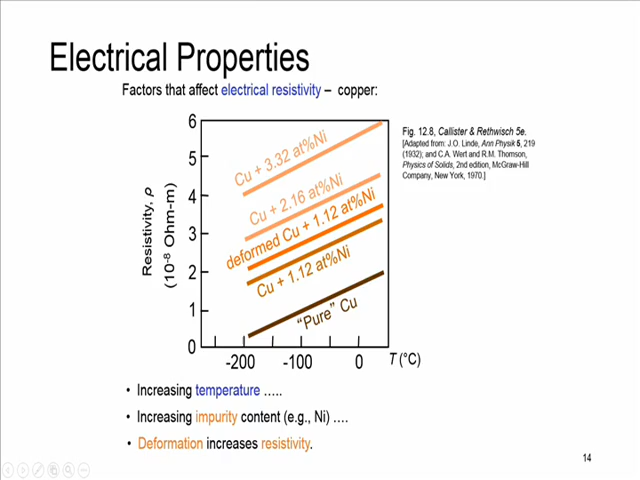 Electrical Properties
Factors that affect electrical resistivity – copper:
Fig. 12.8, Callister & Rethwisch 5e.
[Adapted from: J.O. Linde, Ann Physik 5, 219
(1932); and C.A. Wert and R.M. Thomson,
Physics of Solids, 2nd edition, McGraw-Hill
Company, New York, 1970.]
Resistivity, ρ
(10⁻⁸ Ohm-m)
6
5
4
3
2
1
0
Cu + 3.32 at%Ni
Cu + 2.16 at%Ni
deformed Cu + 1.12 at%Ni
Cu + 1.12 at%Ni
“Pure” Cu
-200 -100 0 T (°C)
• Increasing temperature …..
• Increasing impurity content (e.g., Ni) ….
• Deformation increases resistivity.
14